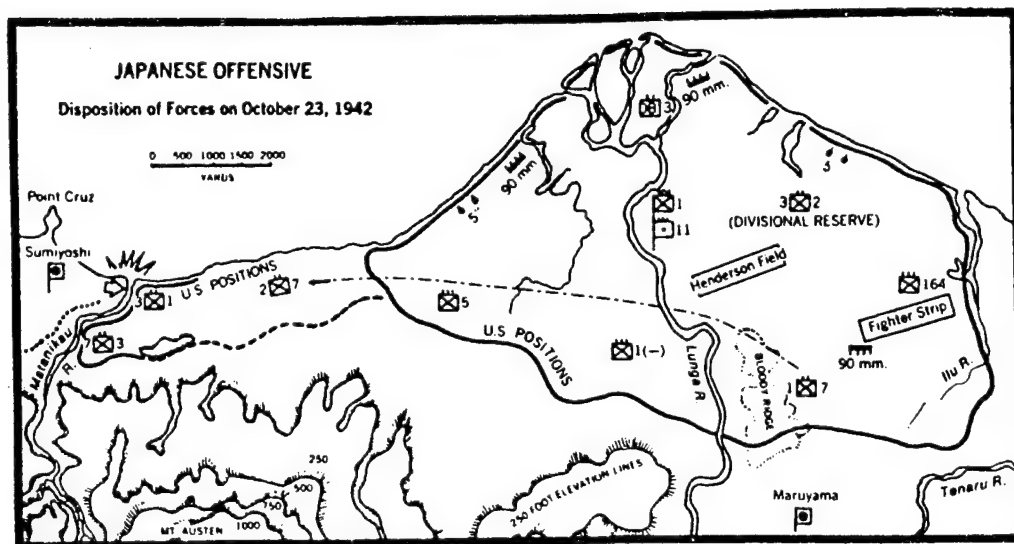 JAPANESE OFFENSIVE
Disposition of Forces on October 23, 1942
0 500 1000 1500 2000
YARDS
Point Cruz
Sumiyoshi
Matanikau R.
3 1
U.S POSITIONS
7 3
2 7
5
U.S. POSITIONS
1(−)
5"
90 mm
3
90 mm.
5"
1
11
3 2
(DIVISIONAL RESERVE)
Henderson Field
164
Fighter Strip
90 mm.
Ilu R.
Lunga R
BLOODY RIDGE
1 7
250
500
750
1000
MT AUSTEN
250 FOOT ELEVATION LINES
Maruyama
Tenaru R.